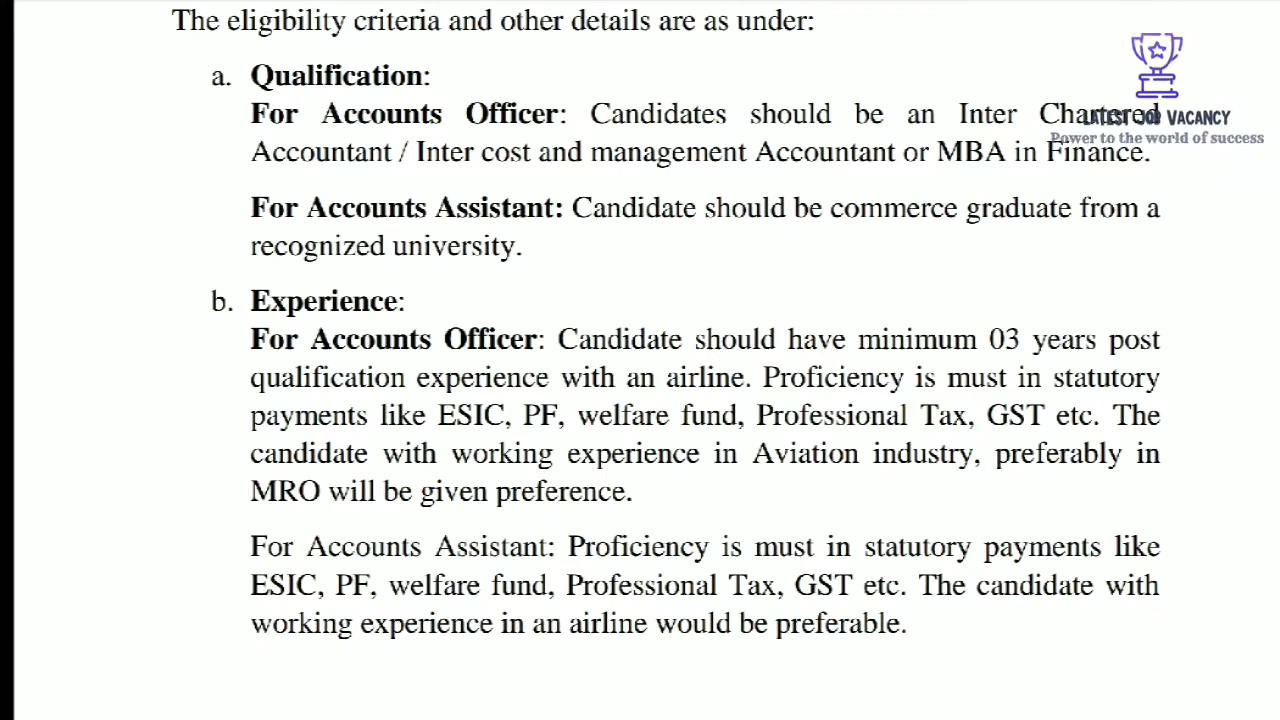 The eligibility criteria and other details are as under:
a. Qualification:
For Accounts Officer: Candidates should be an Inter Chartered
Accountant / Inter cost and management Accountant or MBA in Finance.
LATEST JOB VACANCY
Power to the world of success
For Accounts Assistant: Candidate should be commerce graduate from a
recognized university.
b. Experience:
For Accounts Officer: Candidate should have minimum 03 years post
qualification experience with an airline. Proficiency is must in statutory
payments like ESIC, PF, welfare fund, Professional Tax, GST etc. The
candidate with working experience in Aviation industry, preferably in
MRO will be given preference.
For Accounts Assistant: Proficiency is must in statutory payments like
ESIC, PF, welfare fund, Professional Tax, GST etc. The candidate with
working experience in an airline would be preferable.